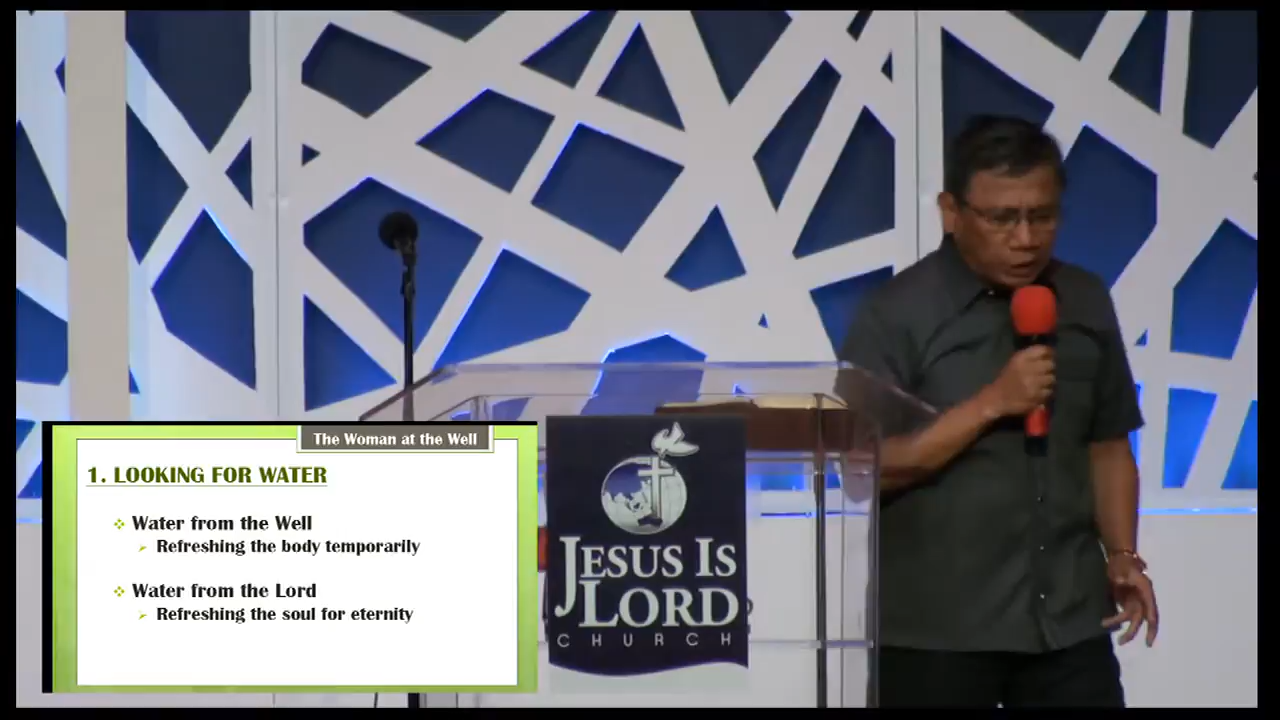 The Woman at the Well
1. LOOKING FOR WATER
Water from the Well
Refreshing the body temporarily
Water from the Lord
Refreshing the soul for eternity
JESUS IS
LORD
CHURCH